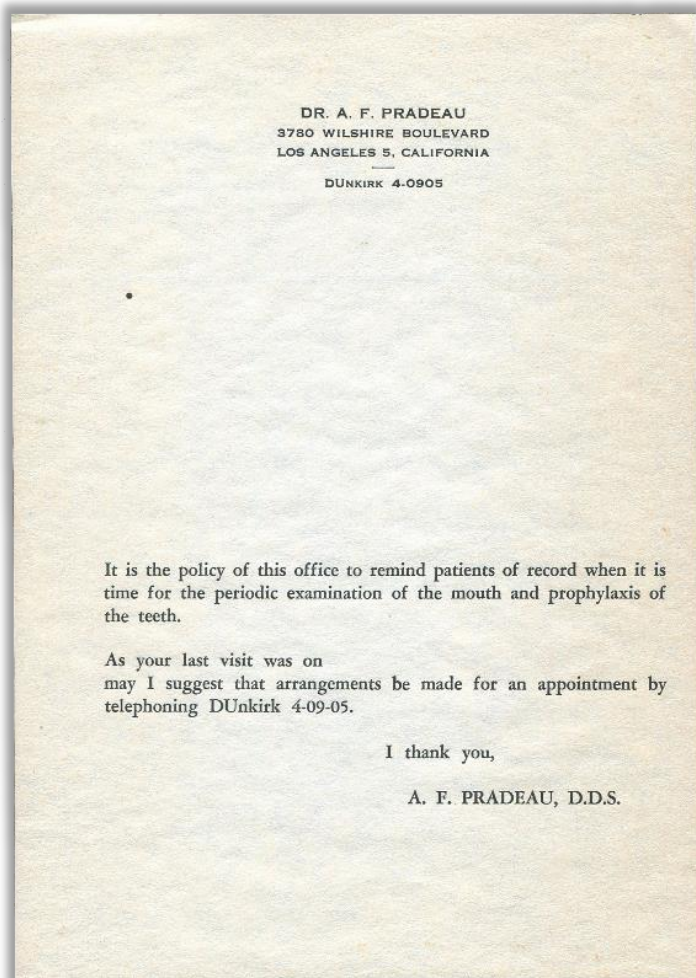 DR. A. F. PRADEAU
3780 WILSHIRE BOULEVARD
LOS ANGELES 5, CALIFORNIA
DUNKIRK 4-0905
It is the policy of this office to remind patients of record when it is
time for the periodic examination of the mouth and prophylaxis of
the teeth.
As your last visit was on
may I suggest that arrangements be made for an appointment by
telephoning DUnkirk 4-09-05.
I thank you,
A. F. PRADEAU, D.D.S.